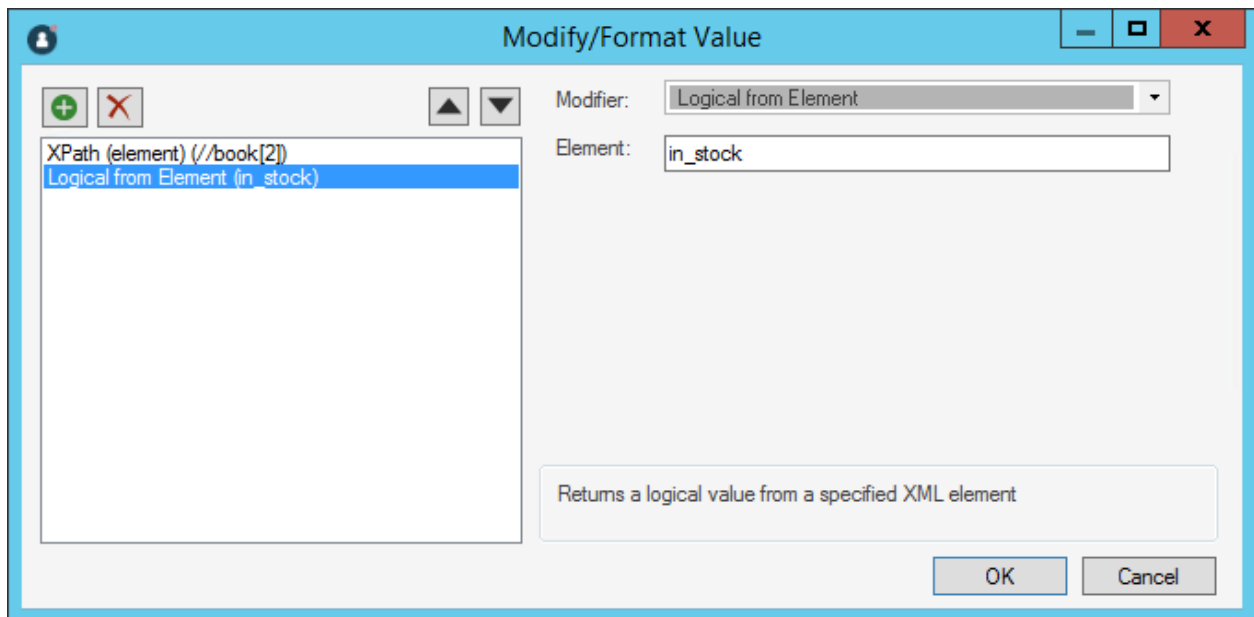 Modify/Format Value
Modifier: Logical from Element
XPath (element) (//book[2])
Logical from Element (in_stock)
Element: in_stock
Returns a logical value from a specified XML element
OK Cancel